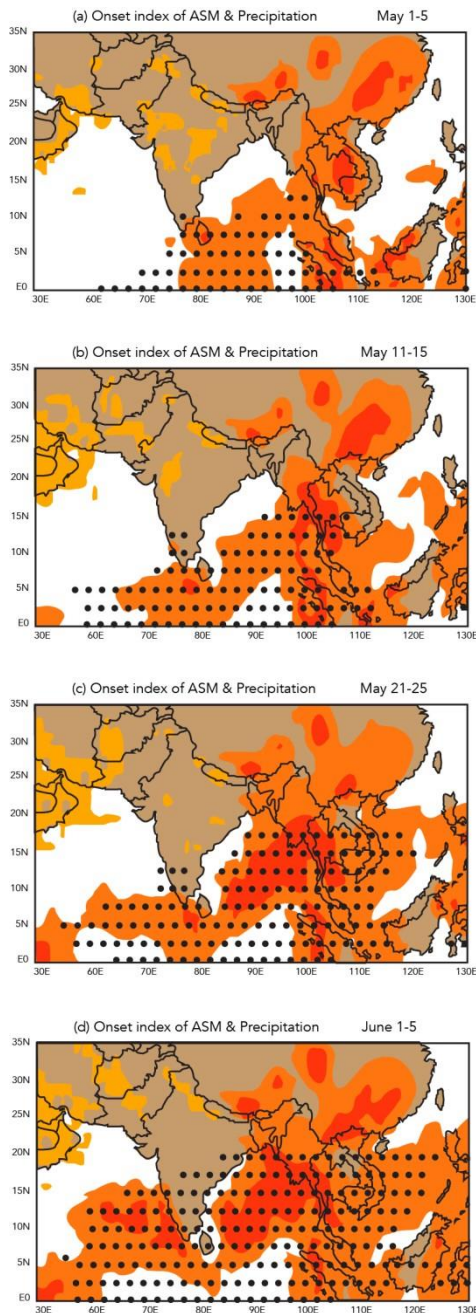 (a) Onset index of ASM & Precipitation May 1-5
35N
30N
25N
20N
15N
10N
5N
E0
30E 60E 70E 80E 90E 100E 110E 120E 130E
(b) Onset index of ASM & Precipitation May 11-15
35N
30N
25N
20N
15N
10N
5N
E0
30E 60E 70E 80E 90E 100E 110E 120E 130E
(c) Onset index of ASM & Precipitation May 21-25
35N
30N
25N
20N
15N
10N
5N
E0
30E 60E 70E 80E 90E 100E 110E 120E 130E
(d) Onset index of ASM & Precipitation June 1-5
35N
30N
25N
20N
15N
10N
5N
E0
30E 60E 70E 80E 90E 100E 110E 120E 130E